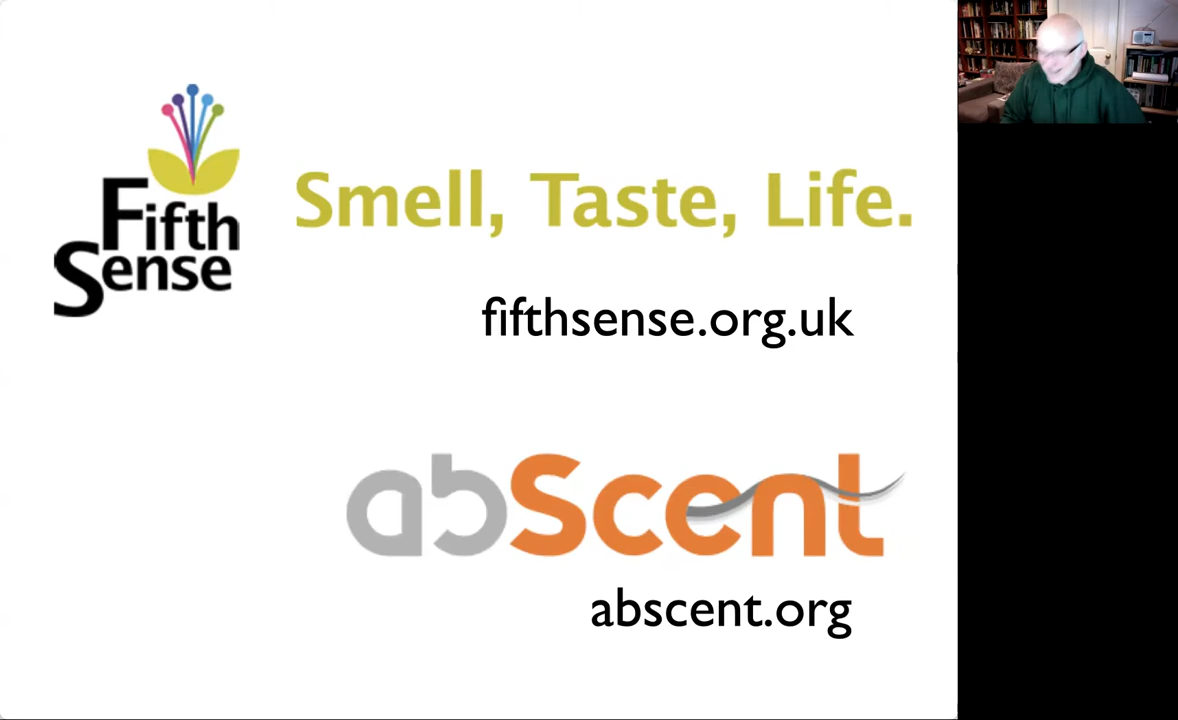 Fifth
Sense
Smell, Taste, Life.
fifthsense.org.uk
abScent
abscent.org